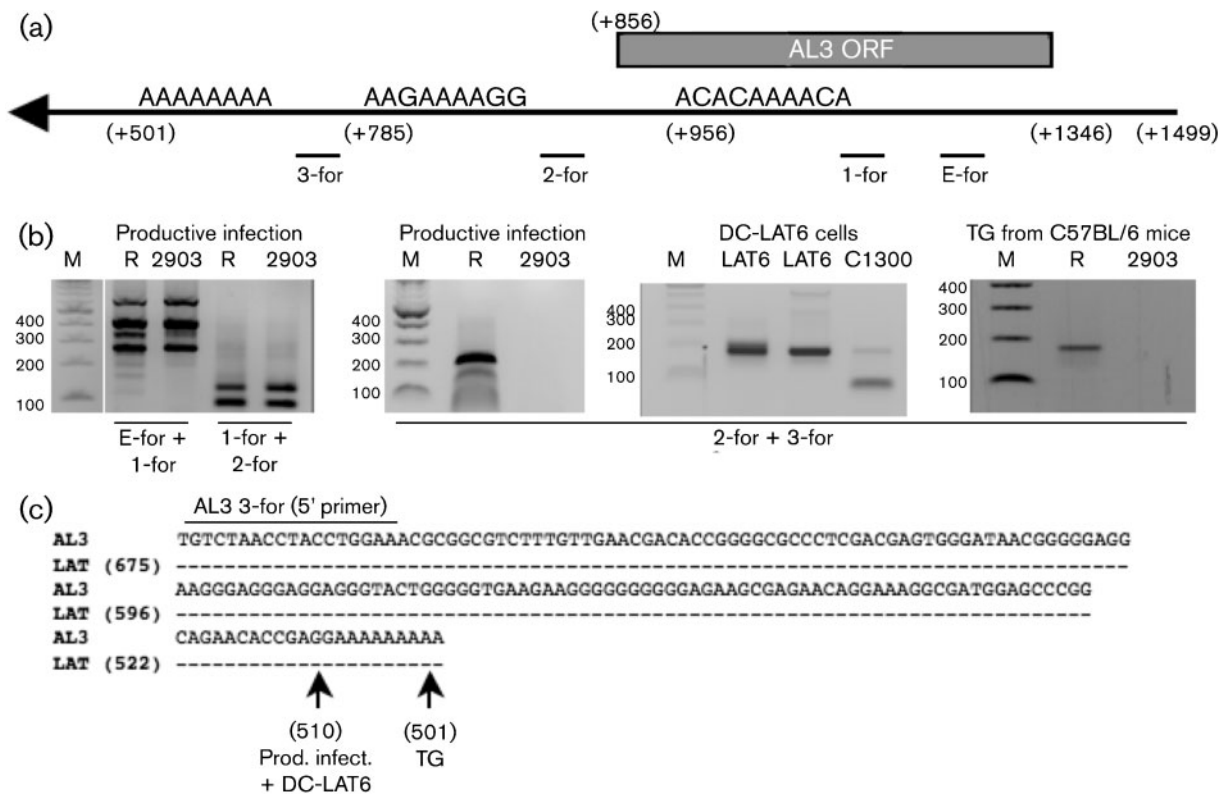 (a)
(+856)
AL3 ORF
AAAAAAAA AAGAAAAGG ACACAAAACA
(+501) (+785) (+956) (+1346) (+1499)
3-for 2-for 1-for E-for
(b)
Productive infection Productive infection DC-LAT6 cells TG from C57BL/6 mice
M R 2903 R 2903 M R 2903 M LAT6 LAT6 C1300 M R 2903
400 300 200 100
400 300 200 100
400 300 200 100
400 300 200 100
E-for + 1-for
1-for + 2-for
2-for + 3-for
(c)
AL3 3-for (5' primer)
AL3 TGTCTAACCTACCTGGAAACGCGGCGTCTTTGTTGAACGACACCGGGGCGCCCTCGACGAGTGGGATAACGGGGGAGG
LAT (675) ------------------------------------------------------------------------------
AL3 AAGGGAGGGAGGAGGGTACTGGGGGTGAAGAAGGGGGGGGGGAGAAGCGAGAACAGGAAAGGCGATGGAGCCCGG
LAT (596) ---------------------------------------------------------------------------
AL3 CAGAACACCGAGGAAAAAAAAA
LAT (522) ----------------------
(510) (501)
Prod. infect. TG
+ DC-LAT6